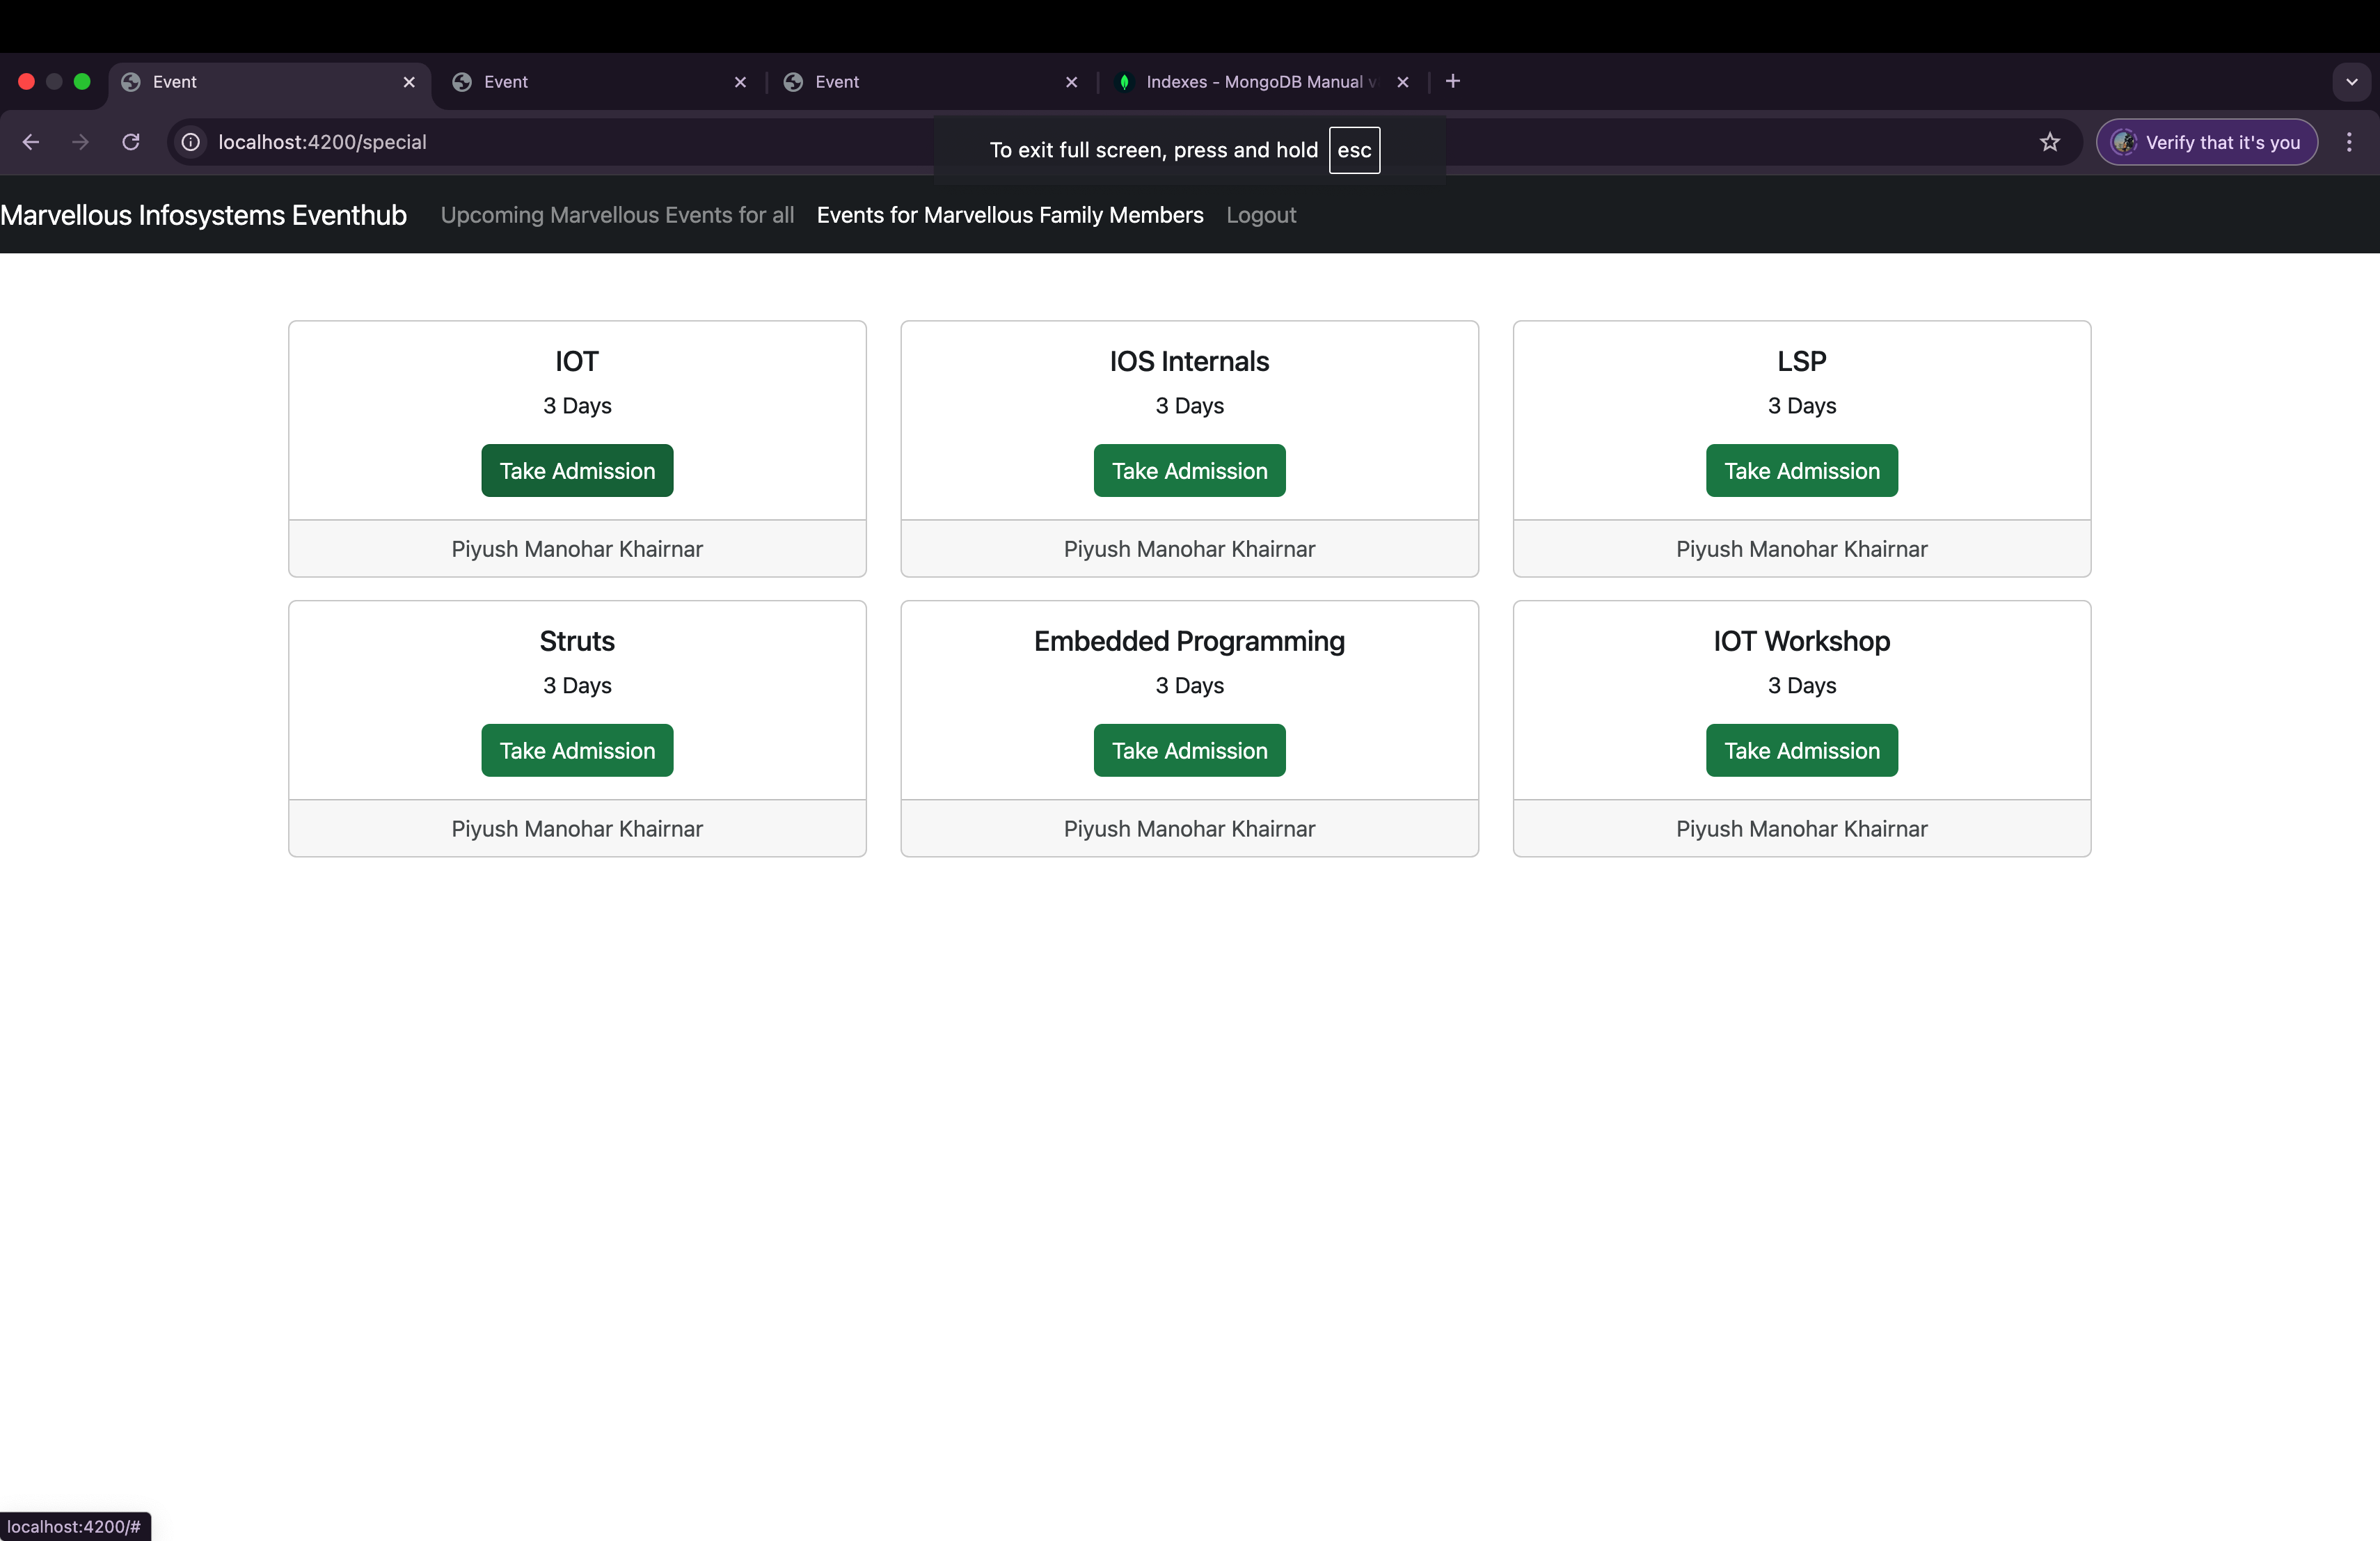 Event
Event
Event
Indexes - MongoDB Manual
localhost:4200/special
To exit full screen, press and hold esc
Verify that it's you
Marvellous Infosystems Eventhub
Upcoming Marvellous Events for all
Events for Marvellous Family Members
Logout
IOT
3 Days
Take Admission
Piyush Manohar Khairnar
IOS Internals
3 Days
Take Admission
Piyush Manohar Khairnar
LSP
3 Days
Take Admission
Piyush Manohar Khairnar
Struts
3 Days
Take Admission
Piyush Manohar Khairnar
Embedded Programming
3 Days
Take Admission
Piyush Manohar Khairnar
IOT Workshop
3 Days
Take Admission
Piyush Manohar Khairnar
localhost:4200/#